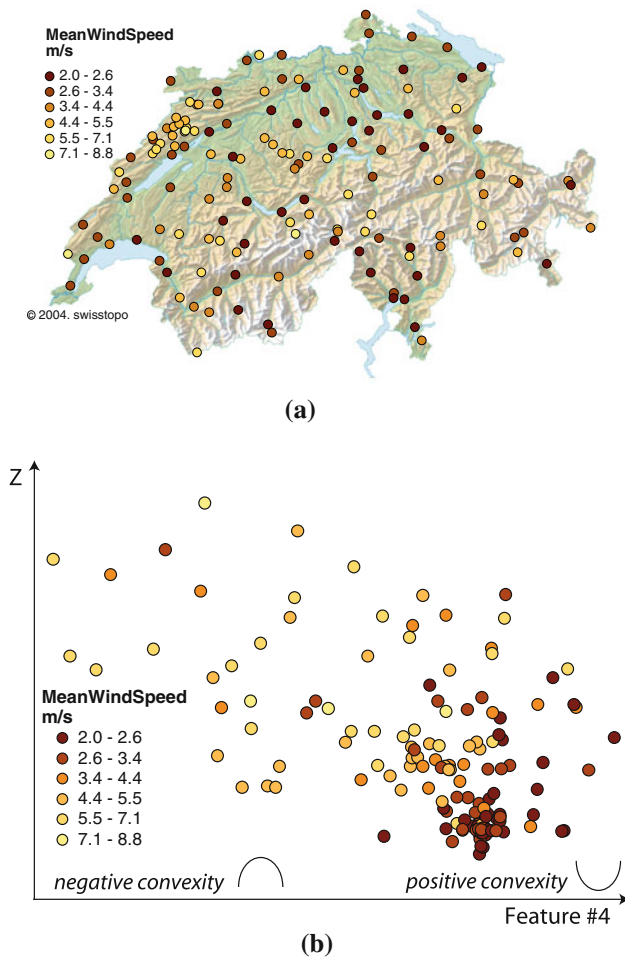 MeanWindSpeed
m/s
2.0 - 2.6
2.6 - 3.4
3.4 - 4.4
4.4 - 5.5
5.5 - 7.1
7.1 - 8.8
© 2004. swisstopo
(a)
Z
MeanWindSpeed
m/s
2.0 - 2.6
2.6 - 3.4
3.4 - 4.4
4.4 - 5.5
5.5 - 7.1
7.1 - 8.8
negative convexity
positive convexity
Feature #4
(b)